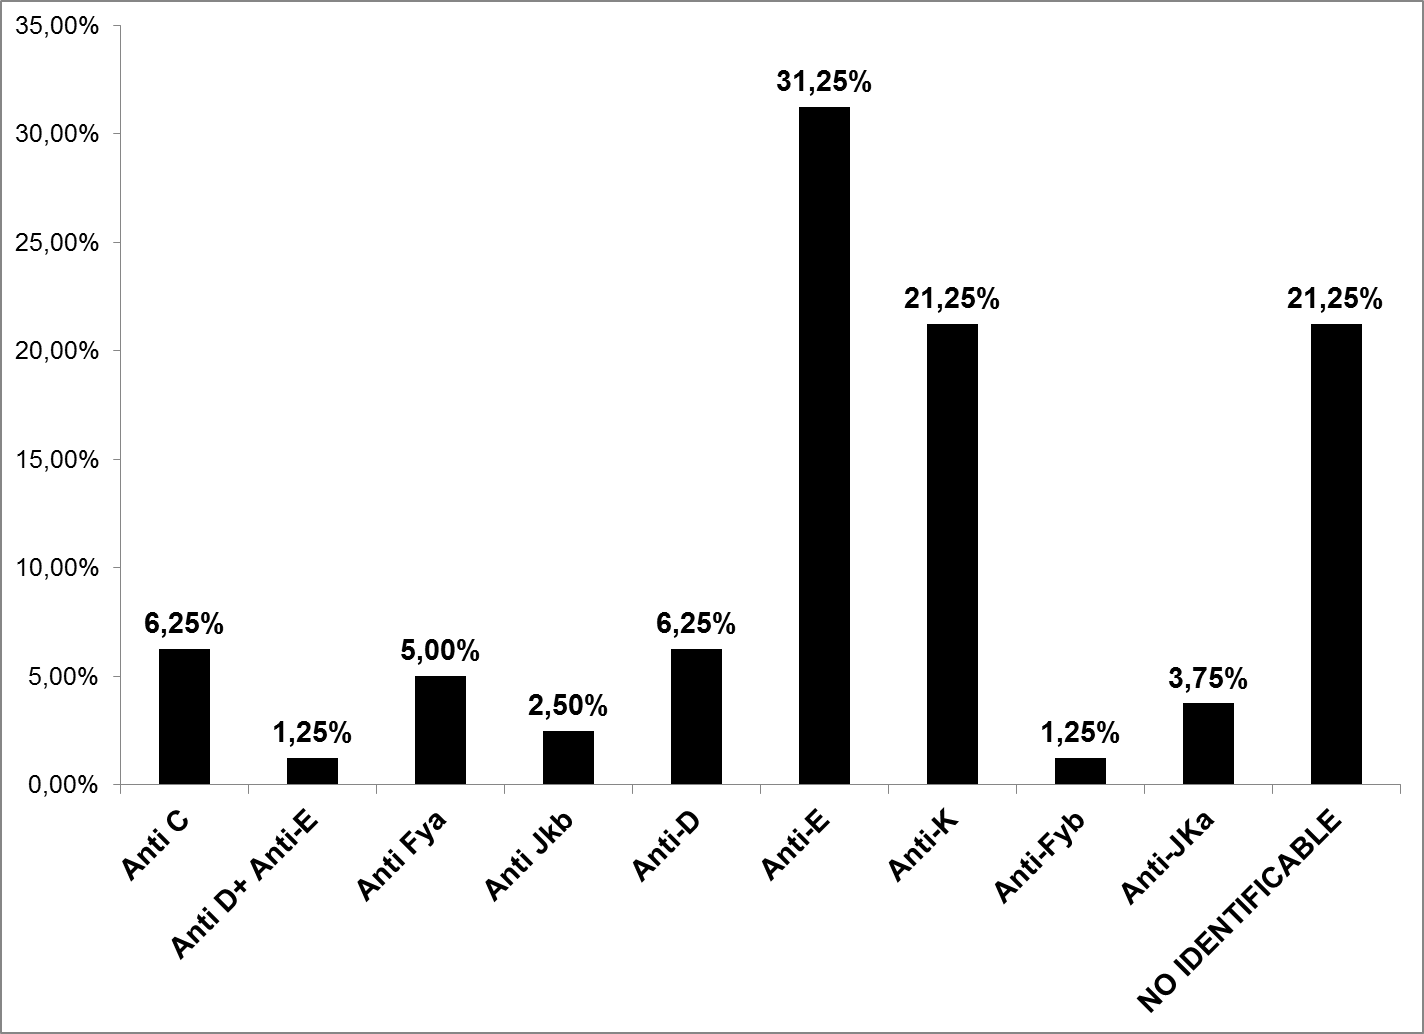 35,00%
30,00%
25,00%
20,00%
15,00%
10,00%
5,00%
0,00%
6,25%
1,25%
5,00%
2,50%
6,25%
31,25%
21,25%
1,25%
3,75%
21,25%
Anti C
Anti D+ Anti-E
Anti Fya
Anti Jkb
Anti-D
Anti-E
Anti-K
Anti-Fyb
Anti-JKa
NO IDENTIFICABLE